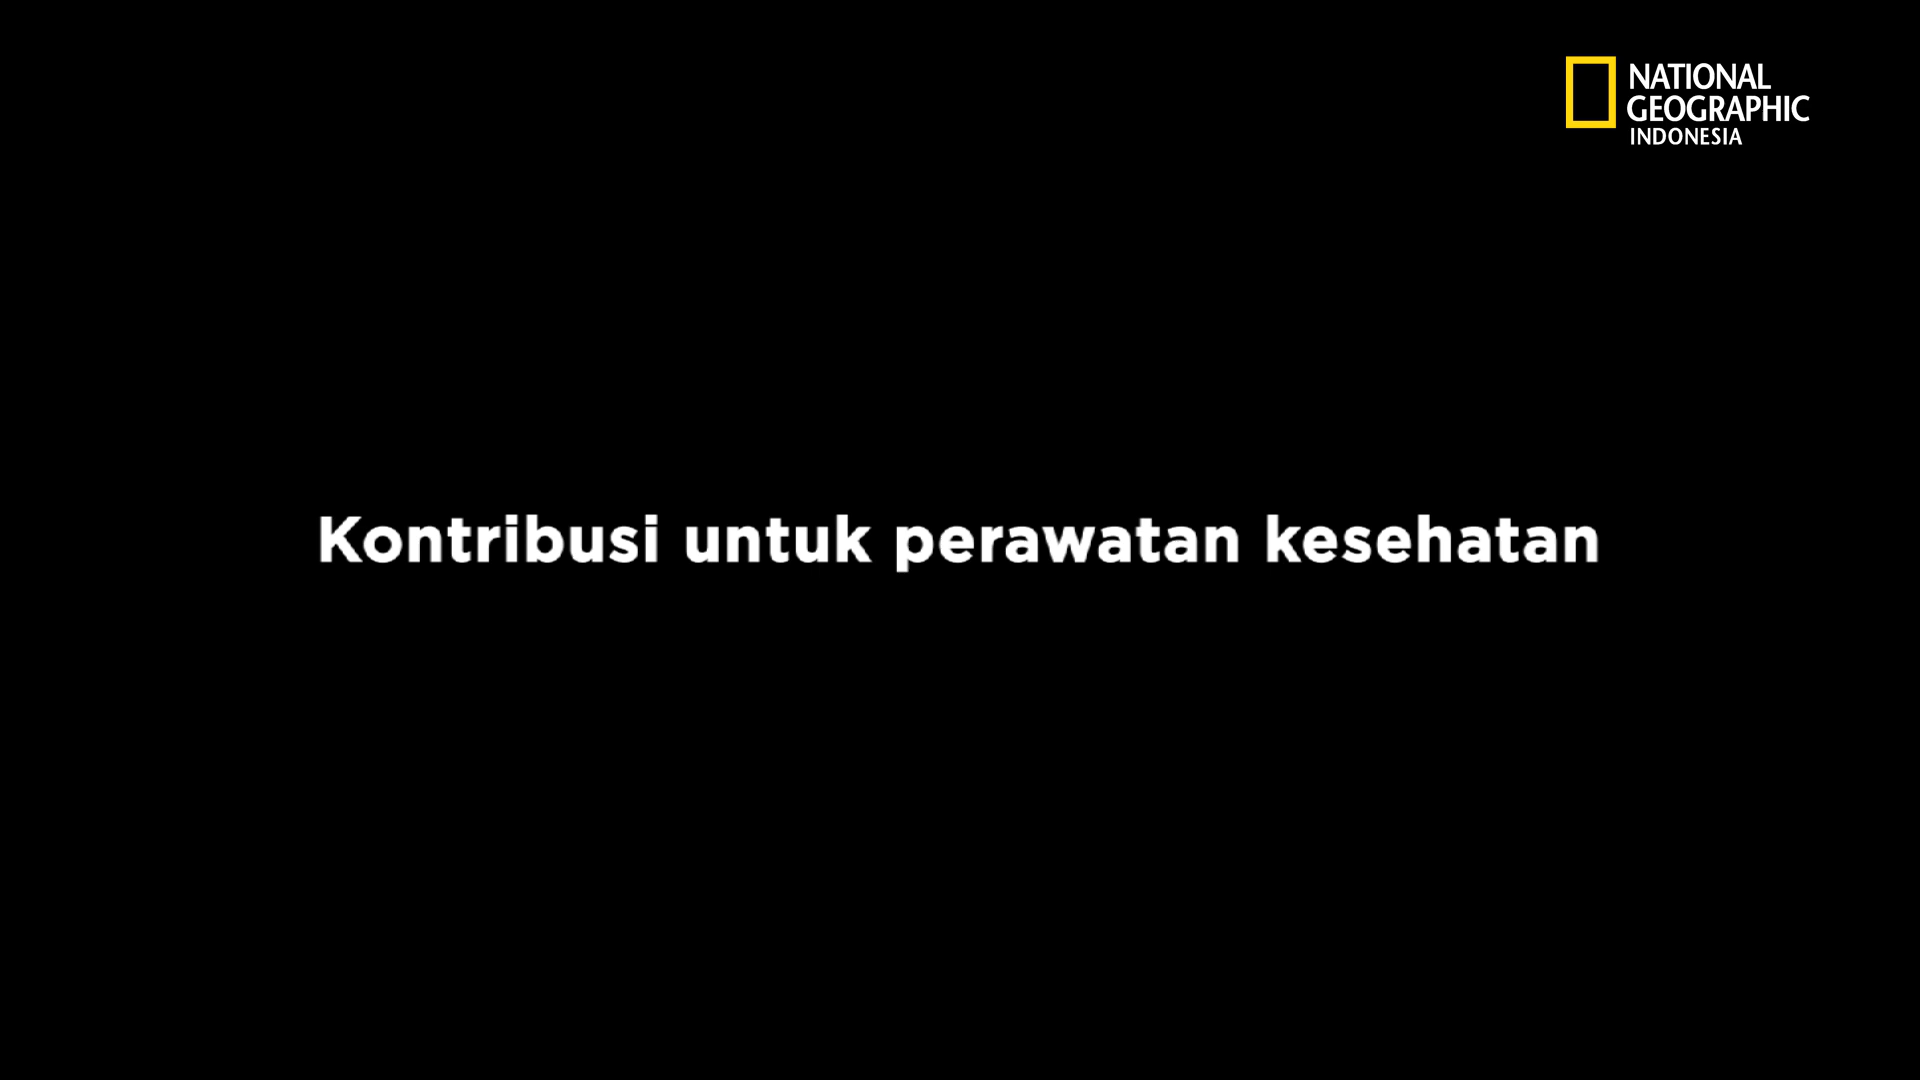 NATIONAL
GEOGRAPHIC
INDONESIA
Kontribusi untuk perawatan kesehatan